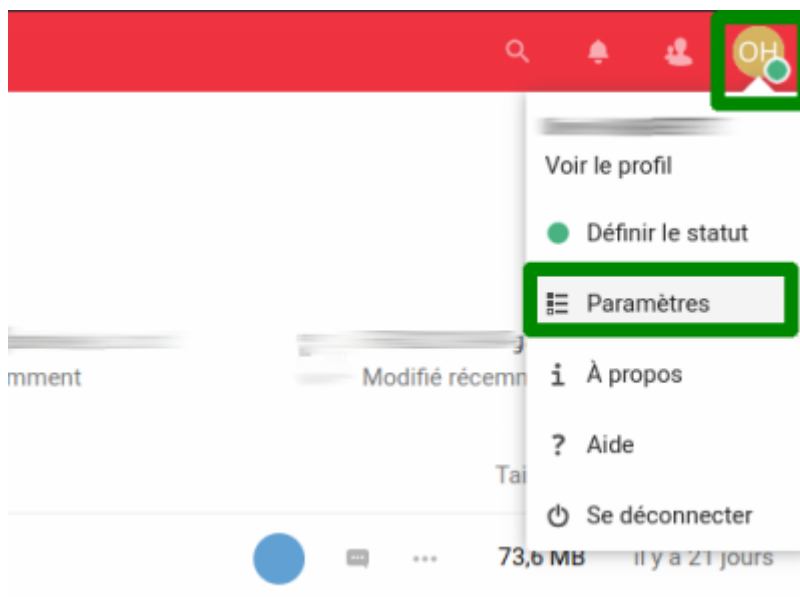 OH
Voir le profil
Définir le statut
Paramètres
mment
Modifié récemm
À propos
Aide
Tai
Se déconnecter
73,6 MB
il y a 21 jours